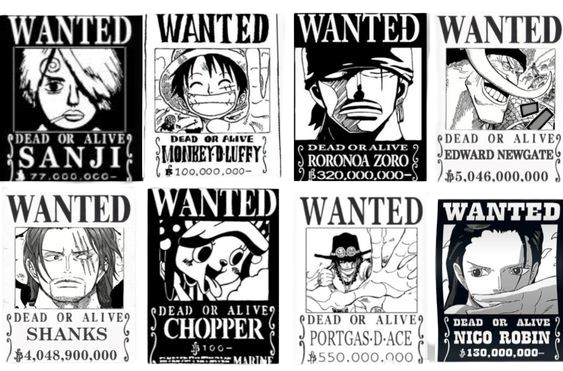 WANTED
DEAD OR ALIVE
SANJI
฿77,000,000-
WANTED
DEAD OR ALIVE
MONKEY·D·LUFFY
฿100,000,000-
WANTED
DEAD OR ALIVE
RORONOA ZORO
฿320,000,000-
WANTED
DEAD OR ALIVE
EDWARD NEWGATE
฿5,046,000,000
WANTED
DEAD OR ALIVE
SHANKS
฿4,048,900,000
WANTED
DEAD OR ALIVE
CHOPPER
฿100-
MARINE
WANTED
DEAD OR ALIVE
PORTGAS·D·ACE
฿550,000,000
WANTED
DEAD OR ALIVE
NICO ROBIN
฿130,000,000-